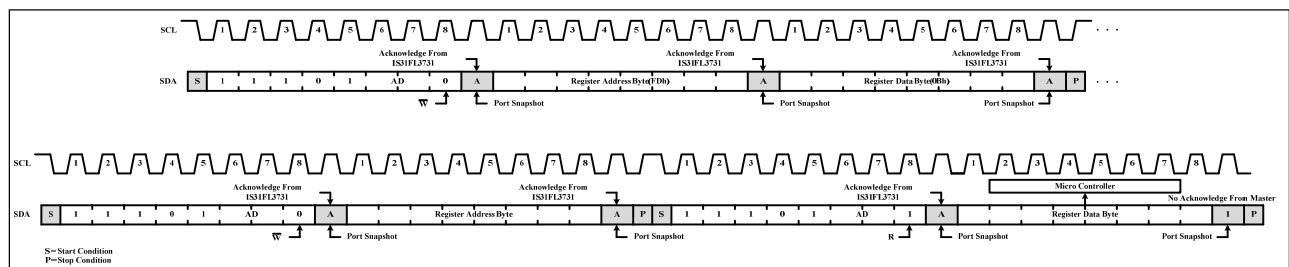 SCL 1 2 3 4 5 6 7 8 1 2 3 4 5 6 7 8 1 2 3 4 5 6 7 8 . . .
Acknowledge From IS31FL3731 Acknowledge From IS31FL3731 Acknowledge From IS31FL3731
SDA S 1 1 1 0 1 AD 0 A Register Address Byte(FDh) A Register Data Byte(0Bh) A P . . .
W Port Snapshot Port Snapshot Port Snapshot
SCL 1 2 3 4 5 6 7 8 1 2 3 4 5 6 7 8 1 2 3 4 5 6 7 8 1 2 3 4 5 6 7 8
Micro Controller
Acknowledge From IS31FL3731 Acknowledge From IS31FL3731 Acknowledge From IS31FL3731 No Acknowledge From Master
SDA S 1 1 1 0 1 AD 0 A Register Address Byte A P S 1 1 1 0 1 AD 1 A Register Data Byte 1 P
W Port Snapshot Port Snapshot R Port Snapshot Port Snapshot
S=Start Condition
P=Stop Condition